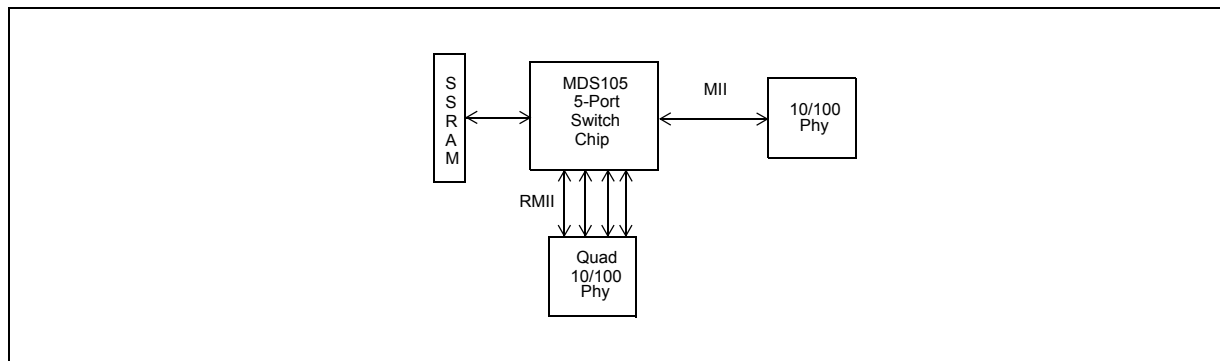 S
S
R
A
M
MDS105
5-Port
Switch
Chip
MII
10/100
Phy
RMII
Quad
10/100
Phy